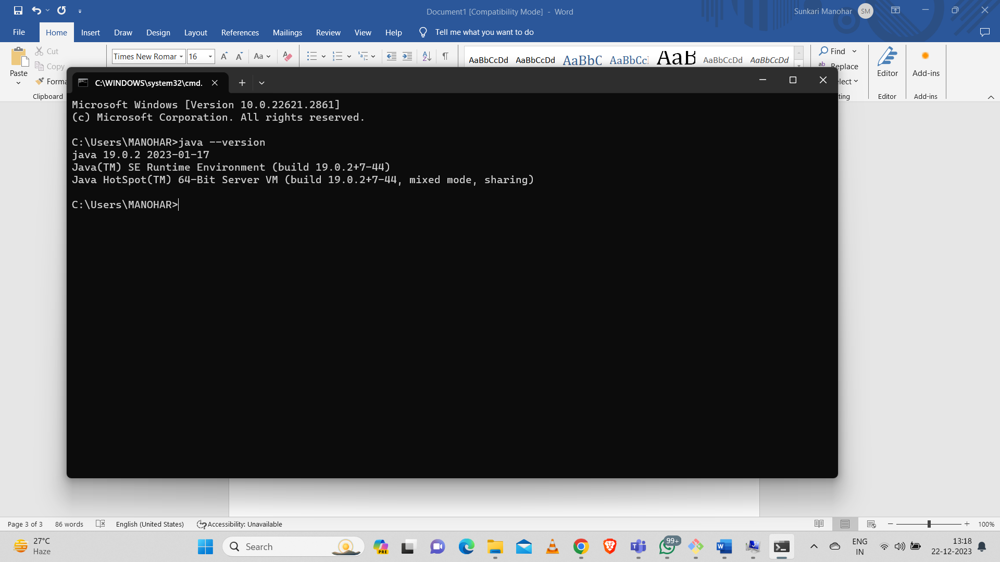 Document1 [Compatibility Mode] - Word
Sunkari Manohar SM
File Home Insert Draw Design Layout References Mailings Review View Help Tell me what you want to do
Paste
Cut
Copy
Forma
Clipboard
Times New Roman 16
Aa
AaBbCcDd AaBbCcDd AaBbC AaBbCc AaB AaBbCcDd AaBbCcDd
Find
Replace
lect
ting
Editor
Editor
Add-ins
Add-ins
C:\WINDOWS\system32\cmd.
Microsoft Windows [Version 10.0.22621.2861]
(c) Microsoft Corporation. All rights reserved.
C:\Users\MANOHAR>java --version
java 19.0.2 2023-01-17
Java(TM) SE Runtime Environment (build 19.0.2+7-44)
Java HotSpot(TM) 64-Bit Server VM (build 19.0.2+7-44, mixed mode, sharing)
C:\Users\MANOHAR>
Page 3 of 3 86 words English (United States) Accessibility: Unavailable 100%
27°C
Haze
Search
PRE
99+
ENG
IN
13:18
22-12-2023